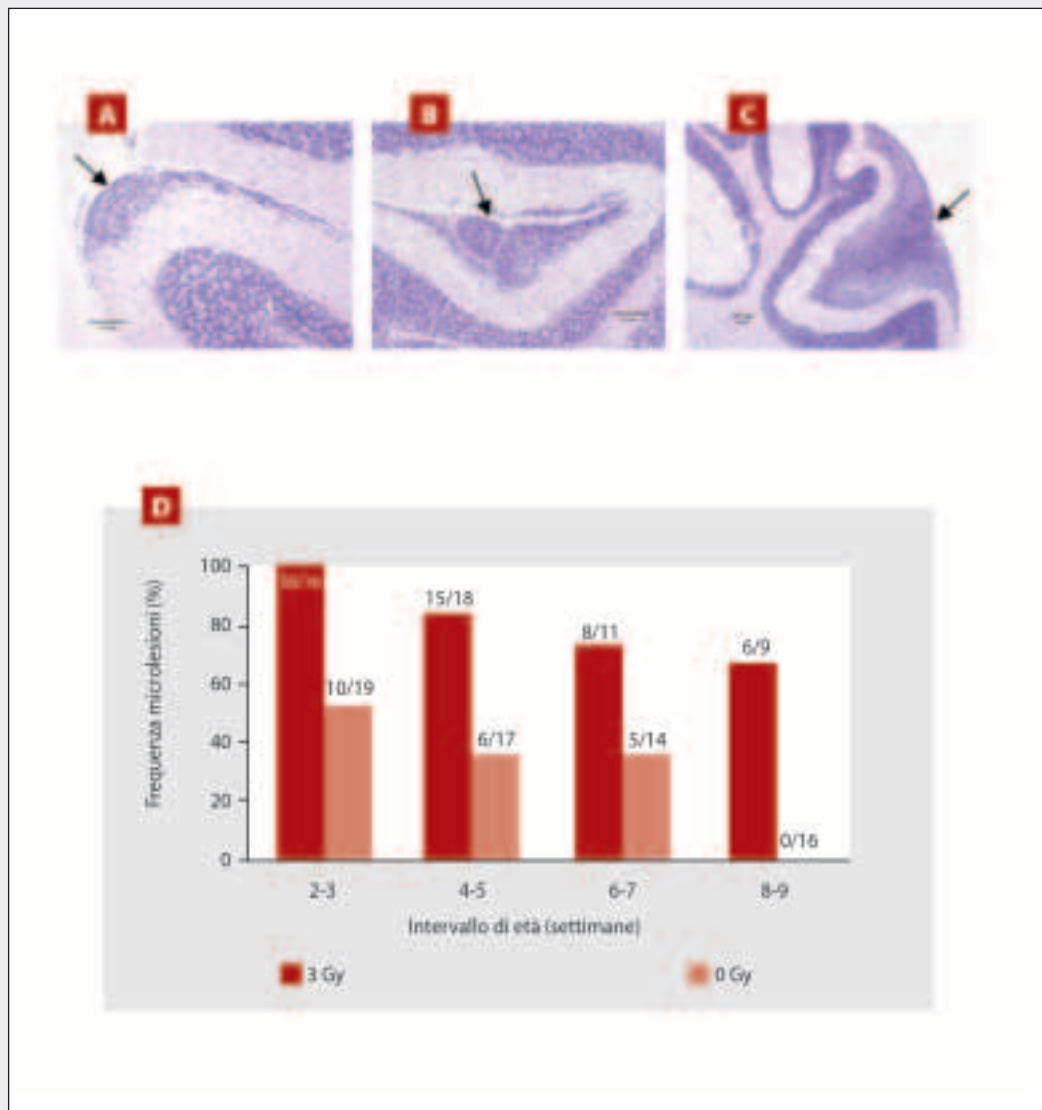 A
B
C
D
Frequenza microlesioni (%)
100
80
60
40
20
0
15/18
8/11
6/9
10/19
6/17
5/14
0/16
2-3
4-5
6-7
8-9
Intervallo di età (settimane)
3 Gy
0 Gy